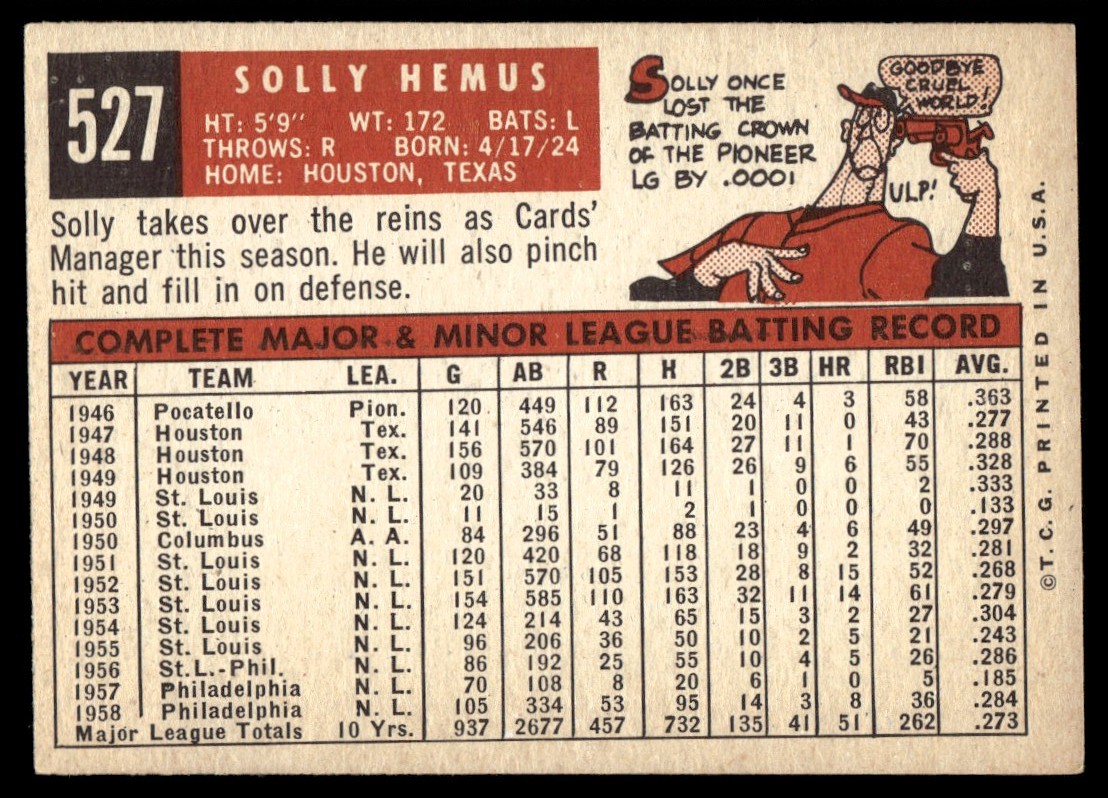 527
SOLLY HEMUS
HT: 5'9" WT: 172 BATS: L
THROWS: R BORN: 4/17/24
HOME: HOUSTON, TEXAS
Solly takes over the reins as Cards'
Manager this season. He will also pinch
hit and fill in on defense.
SOLLY ONCE
LOST THE
BATTING CROWN
OF THE PIONEER
LG BY .0001
GOODBYE
CRUEL
WORLD!
ULP!
COMPLETE MAJOR & MINOR LEAGUE BATTING RECORD
YEAR TEAM LEA. G AB R H 2B 3B HR RBI AVG.
1946 Pocatello Pion. 120 449 112 163 24 4 3 58 .363
1947 Houston Tex. 141 546 89 151 20 11 0 43 .277
1948 Houston Tex. 156 570 101 164 27 11 1 70 .288
1949 Houston Tex. 109 384 79 126 26 9 6 55 .328
1949 St. Louis N. L. 20 33 8 11 1 0 0 2 .333
1950 St. Louis N. L. 11 15 1 2 1 0 0 0 .133
1950 Columbus A. A. 84 296 51 88 23 4 6 49 .297
1951 St. Louis N. L. 120 420 68 118 18 9 2 32 .281
1952 St. Louis N. L. 151 570 105 153 28 8 15 52 .268
1953 St. Louis N. L. 154 585 110 163 32 11 14 61 .279
1954 St. Louis N. L. 124 214 43 65 15 3 2 27 .304
1955 St. Louis N. L. 96 206 36 50 10 2 5 21 .243
1956 St.L.-Phil. N. L. 86 192 25 55 10 4 5 26 .286
1957 Philadelphia N. L. 70 108 8 20 6 1 0 5 .185
1958 Philadelphia N. L. 105 334 53 95 14 3 8 36 .284
Major League Totals 10 Yrs. 937 2677 457 732 135 41 51 262 .273
©T. C. G. PRINTED IN U. S. A.